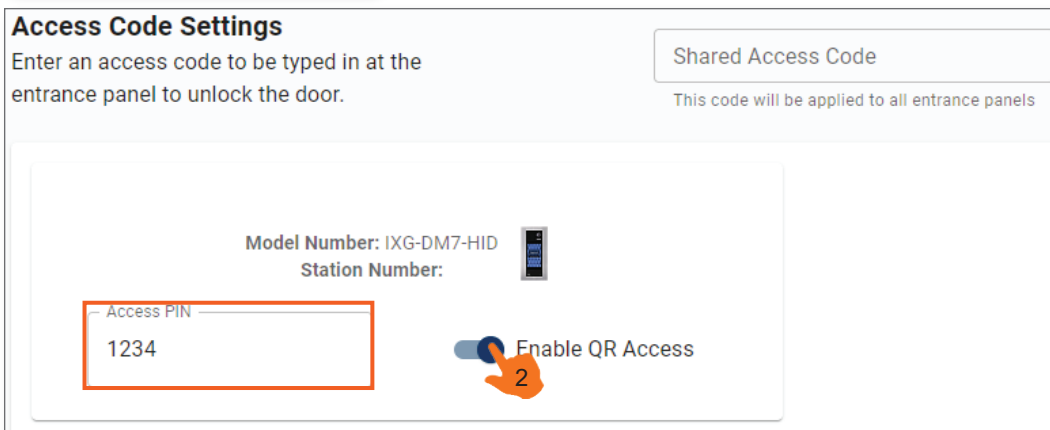 Access Code Settings
Enter an access code to be typed in at the
entrance panel to unlock the door.
Shared Access Code
This code will be applied to all entrance panels
Model Number: IXG-DM7-HID
Station Number:
Access PIN
1234
Enable QR Access
2